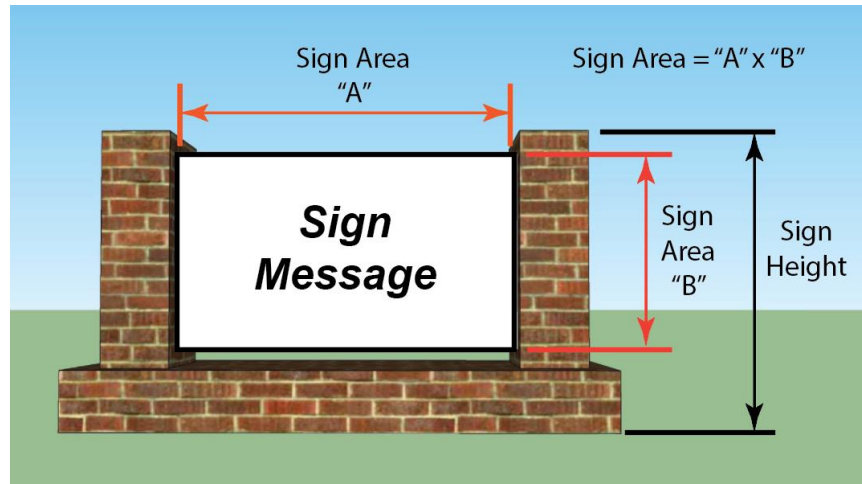 Sign Area
“A”
Sign Area = “A” x “B”
Sign
Message
Sign
Area
“B”
Sign
Height